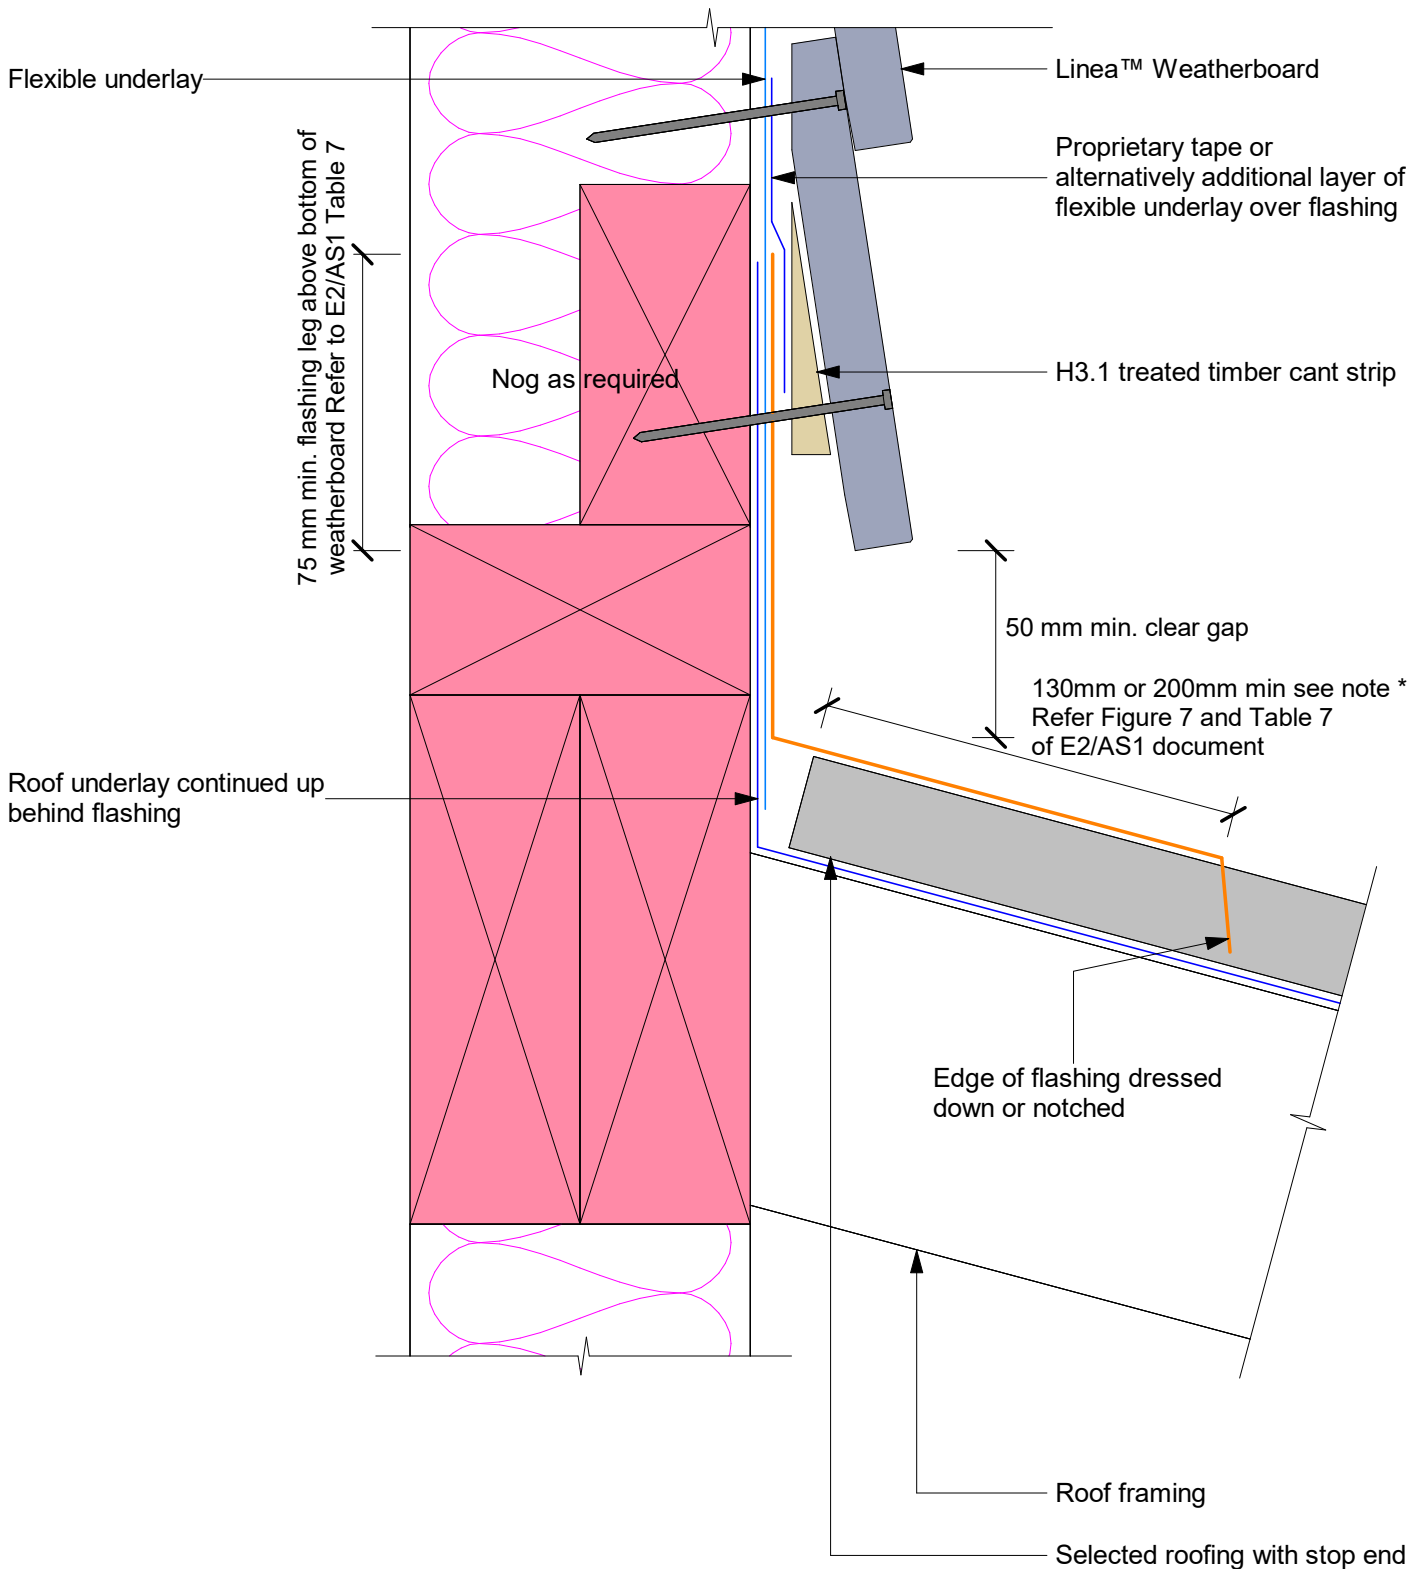 Flexible underlay
Linea™ Weatherboard
Proprietary tape or
alternatively additional layer of
flexible underlay over flashing
75 mm min. flashing leg above bottom of
weatherboard Refer to E2/AS1 Table 7
Nog as required
H3.1 treated timber cant strip
50 mm min. clear gap
130mm or 200mm min see note *
Refer Figure 7 and Table 7
of E2/AS1 document
Roof underlay continued up
behind flashing
Edge of flashing dressed
down or notched
Roof framing
Selected roofing with stop end